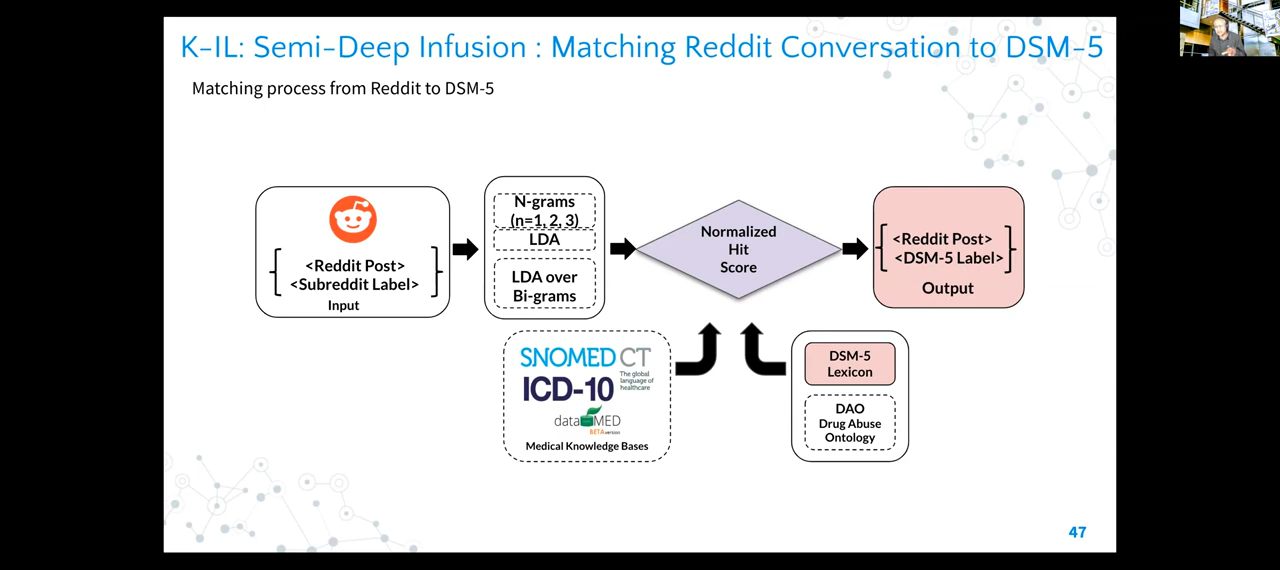 K-IL: Semi-Deep Infusion : Matching Reddit Conversation to DSM-5
Matching process from Reddit to DSM-5
<Reddit Post>
<Subreddit Label>
Input
N-grams
(n=1, 2, 3)
LDA
LDA over
Bi-grams
Normalized
Hit
Score
<Reddit Post>
<DSM-5 Label>
Output
SNOMED CT
The global
language of
healthcare
ICD-10
data MED
BETA version
Medical Knowledge Bases
DSM-5
Lexicon
DAO
Drug Abuse
Ontology
47